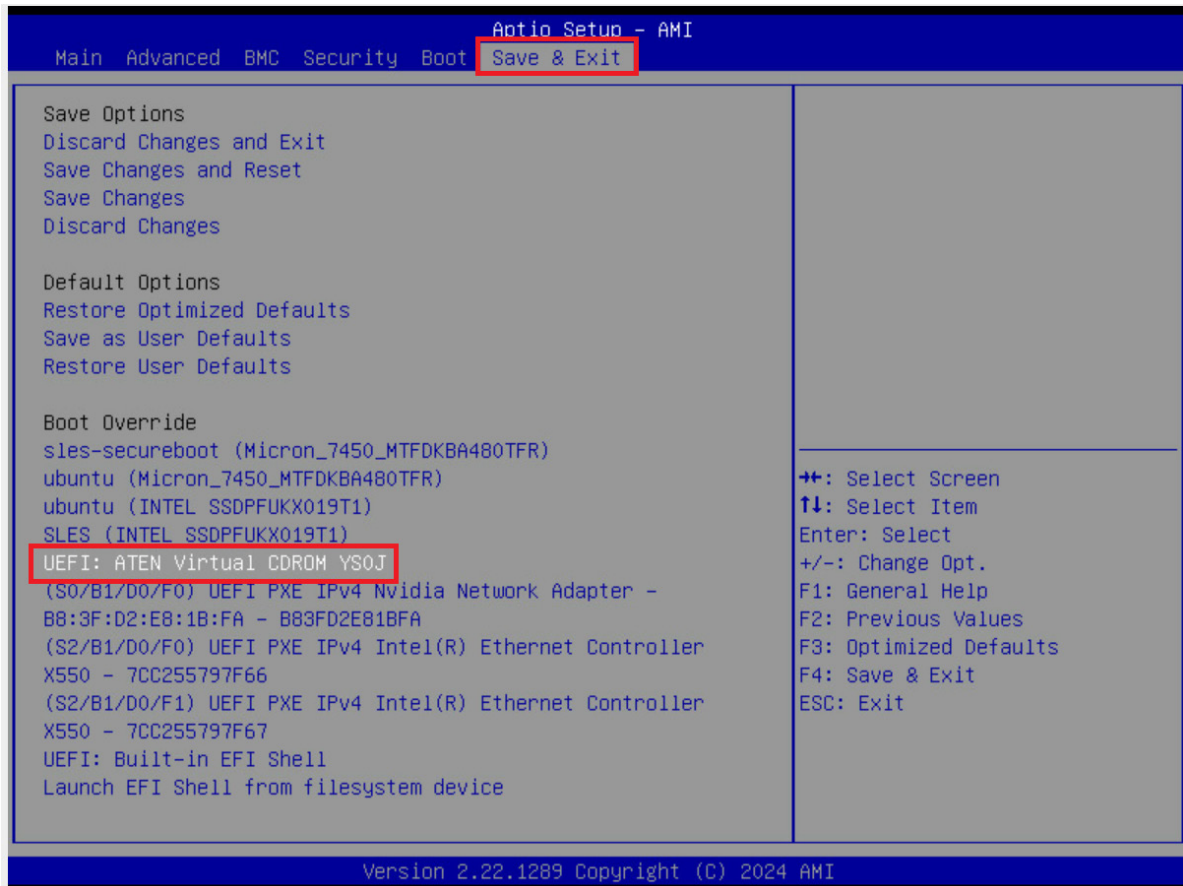 Aptio Setup - AMI
Main Advanced BMC Security Boot Save & Exit
Save Options
Discard Changes and Exit
Save Changes and Reset
Save Changes
Discard Changes
Default Options
Restore Optimized Defaults
Save as User Defaults
Restore User Defaults
Boot Override
sles-secureboot (Micron_7450_MTFDKBA480TFR)
ubuntu (Micron_7450_MTFDKBA480TFR)
ubuntu (INTEL SSDPFUKX019T1)
SLES (INTEL SSDPFUKX019T1)
UEFI: ATEN Virtual CDROM YS0J
(S0/B1/D0/F0) UEFI PXE IPv4 Nvidia Network Adapter -
B8:3F:D2:E8:1B:FA - B83FD2E81BFA
(S2/B1/D0/F0) UEFI PXE IPv4 Intel(R) Ethernet Controller
X550 - 7CC255797F66
(S2/B1/D0/F1) UEFI PXE IPv4 Intel(R) Ethernet Controller
X550 - 7CC255797F67
UEFI: Built-in EFI Shell
Launch EFI Shell from filesystem device
→←: Select Screen
↑↓: Select Item
Enter: Select
+/-: Change Opt.
F1: General Help
F2: Previous Values
F3: Optimized Defaults
F4: Save & Exit
ESC: Exit
Version 2.22.1289 Copyright (C) 2024 AMI